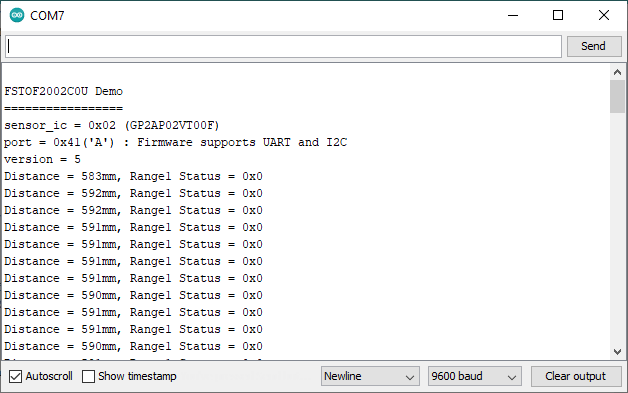 COM7
Send
FSTOF2002C0U Demo
=================
sensor_ic = 0x02 (GP2AP02VT00F)
port = 0x41('A') : Firmware supports UART and I2C
version = 5
Distance = 583mm, Range1 Status = 0x0
Distance = 592mm, Range1 Status = 0x0
Distance = 592mm, Range1 Status = 0x0
Distance = 591mm, Range1 Status = 0x0
Distance = 591mm, Range1 Status = 0x0
Distance = 591mm, Range1 Status = 0x0
Distance = 591mm, Range1 Status = 0x0
Distance = 590mm, Range1 Status = 0x0
Distance = 591mm, Range1 Status = 0x0
Distance = 591mm, Range1 Status = 0x0
Distance = 590mm, Range1 Status = 0x0
Autoscroll Show timestamp Newline 9600 baud Clear output